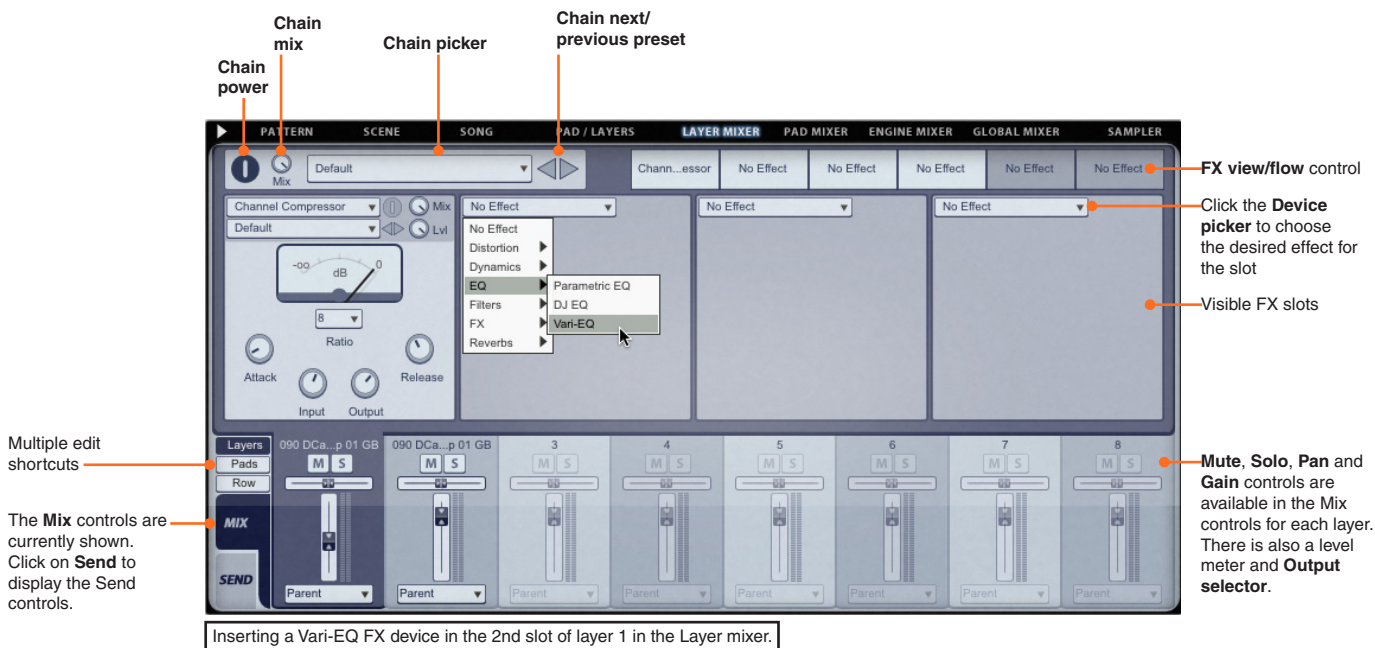 Chain
power
Chain
mix
Chain picker
Chain next/
previous preset
PATTERN SCENE SONG PAD / LAYERS LAYER MIXER PAD MIXER ENGINE MIXER GLOBAL MIXER SAMPLER
Mix
Default
Chann...essor No Effect No Effect No Effect No Effect No Effect
FX view/flow control
Channel Compressor Mix
Default Lvl
-oo dB 0
8
Ratio
Attack Release
Input Output
No Effect
No Effect
Distortion
Dynamics
EQ
Filters
FX
Reverbs
Parametric EQ
DJ EQ
Vari-EQ
No Effect
No Effect
Click the Device
picker to choose
the desired effect for
the slot
Visible FX slots
Multiple edit
shortcuts
Layers
Pads
Row
MIX
SEND
090 DCa...p 01 GB 090 DCa...p 01 GB 3 4 5 6 7 8
M S M S M S M S M S M S M S M S
Parent Parent Parent Parent Parent Parent Parent Parent
The Mix controls are
currently shown.
Click on Send to
display the Send
controls.
Mute, Solo, Pan and
Gain controls are
available in the Mix
controls for each layer.
There is also a level
meter and Output
selector.
Inserting a Vari-EQ FX device in the 2nd slot of layer 1 in the Layer mixer.